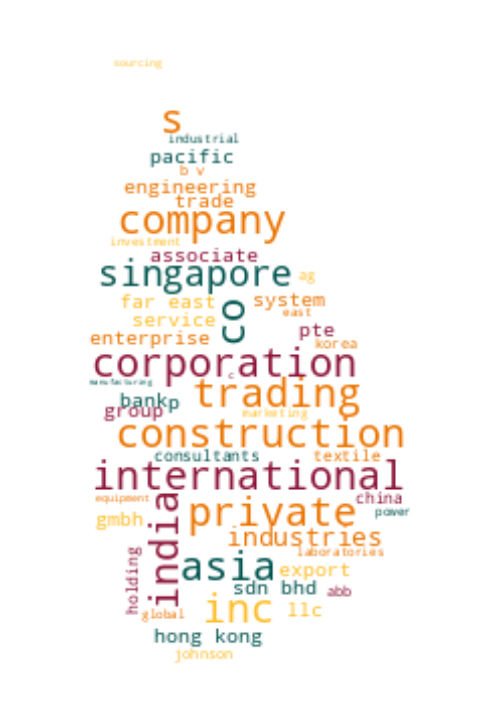 sourcing
s
industrial
pacific
b v
engineering
trade
company
investment
associate
singapore
ag
far east
system
co
east
service
pte
enterprise
korea
corporation
c
manufacturing
trading
bank
p
group
marketing
construction
consultants
textile
international
equipment
china
india
private
power
gmbh
industries
laboratories
holding
asia
export
sdn bhd
abb
inc
llc
global
hong kong
johnson